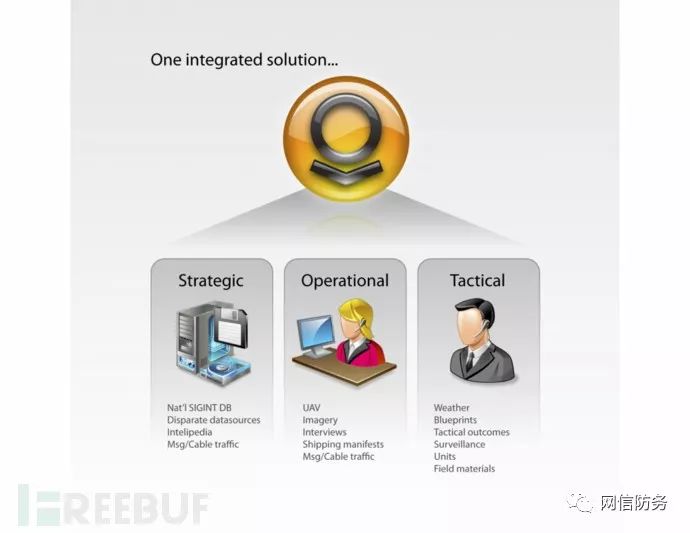 One integrated solution...
Strategic
Nat'l SIGINT DB
Disparate datasources
Intelipedia
Msg/Cable traffic
Operational
UAV
Imagery
Interviews
Shipping manifests
Msg/Cable traffic
Tactical
Weather
Blueprints
Tactical outcomes
Surveillance
Units
Field materials
FREEBUF
网信防务